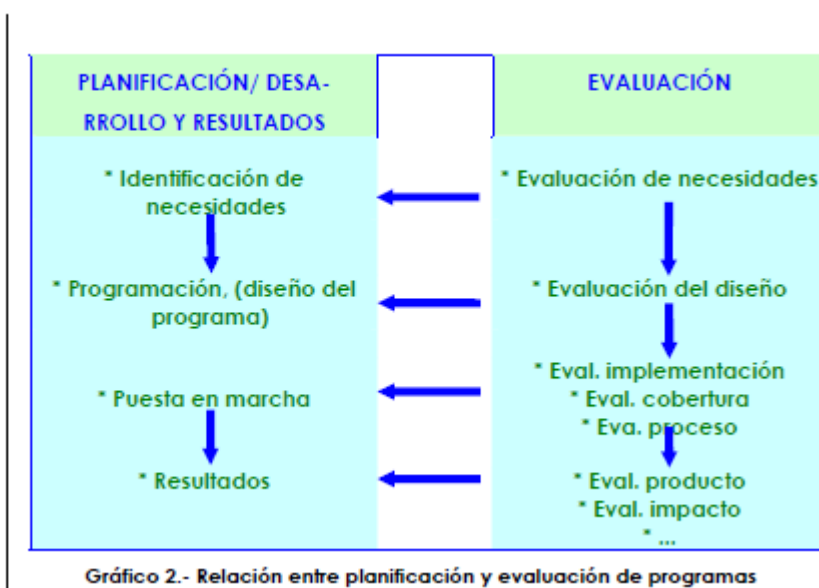 PLANIFICACIÓN/ DESA-
RROLLO Y RESULTADOS
* Identificación de
necesidades
* Programación, (diseño del
programa)
* Puesta en marcha
* Resultados
EVALUACIÓN
* Evaluación de necesidades
* Evaluación del diseño
* Eval. implementación
* Eval. cobertura
* Eva. proceso
* Eval. producto
* Eval. impacto
* ...
Gráfico 2.- Relación entre planificación y evaluación de programas